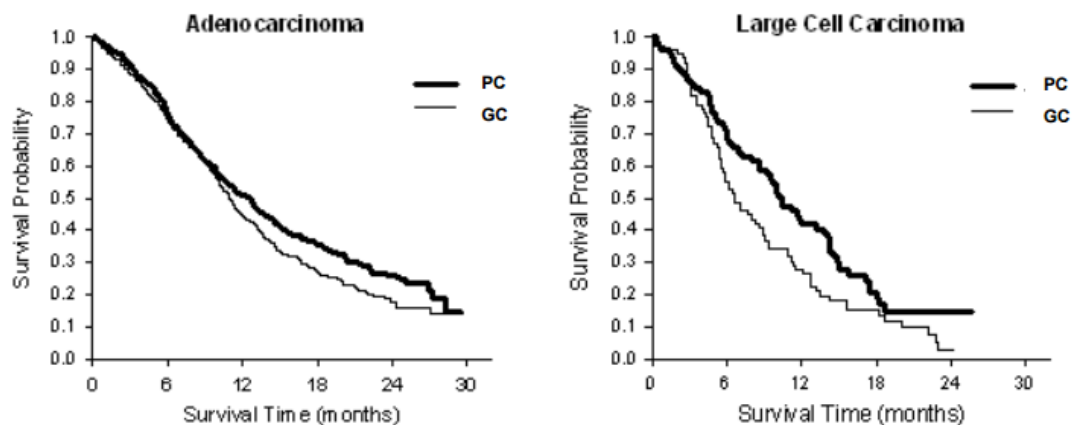 Adenocarcinoma
1.0
0.9
0.8
0.7
0.6
0.5
0.4
0.3
0.2
0.1
0.0
Survival Probability
PC
GC
0 6 12 18 24 30
Survival Time (months)
Large Cell Carcinoma
1.0
0.9
0.8
0.7
0.6
0.5
0.4
0.3
0.2
0.1
0.0
Survival Probability
PC
GC
0 6 12 18 24 30
Survival Time (months)